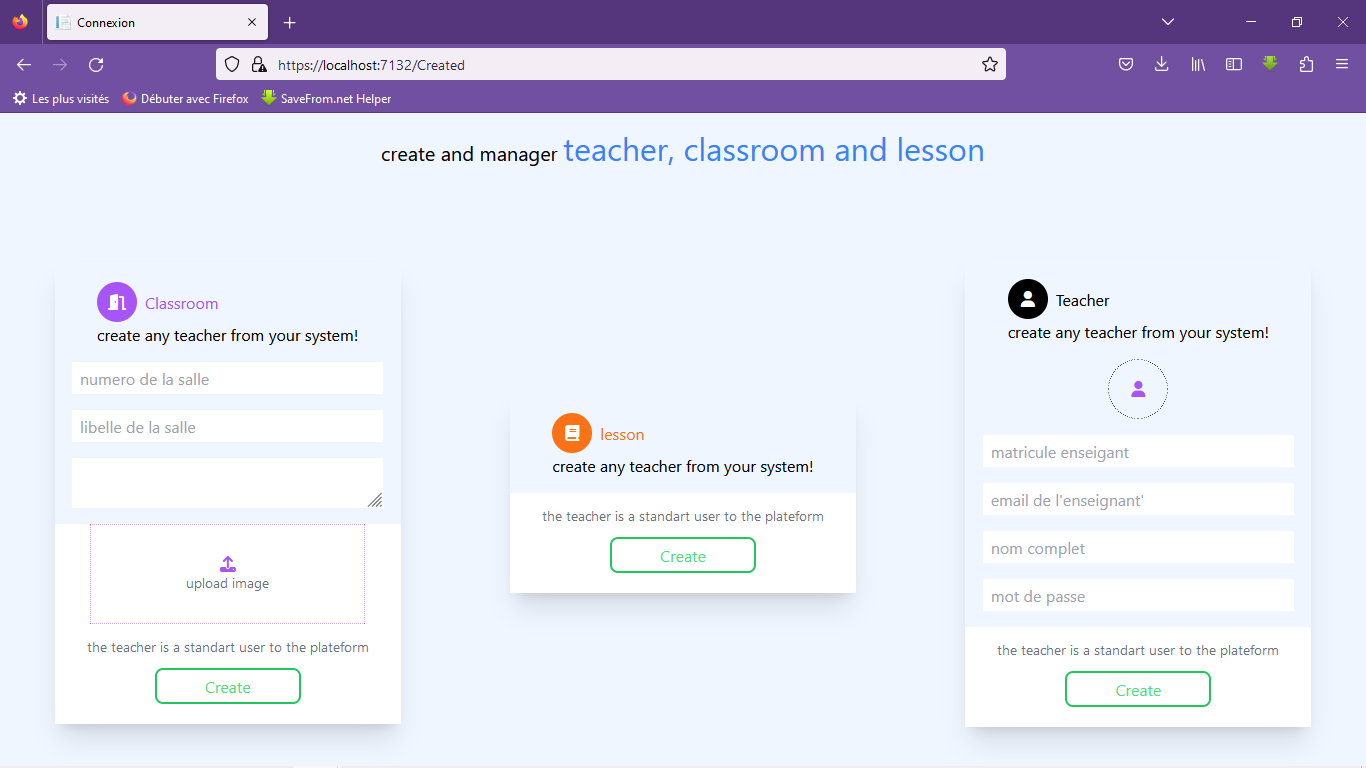 Connexion
https://localhost:7132/Created
Les plus visités
Débuter avec Firefox
SaveFrom.net Helper
create and manager teacher, classroom and lesson
Classroom
create any teacher from your system!
numero de la salle
libelle de la salle
upload image
the teacher is a standart user to the plateform
Create
lesson
create any teacher from your system!
the teacher is a standart user to the plateform
Create
Teacher
create any teacher from your system!
matricule enseigant
email de l'enseignant'
nom complet
mot de passe
the teacher is a standart user to the plateform
Create